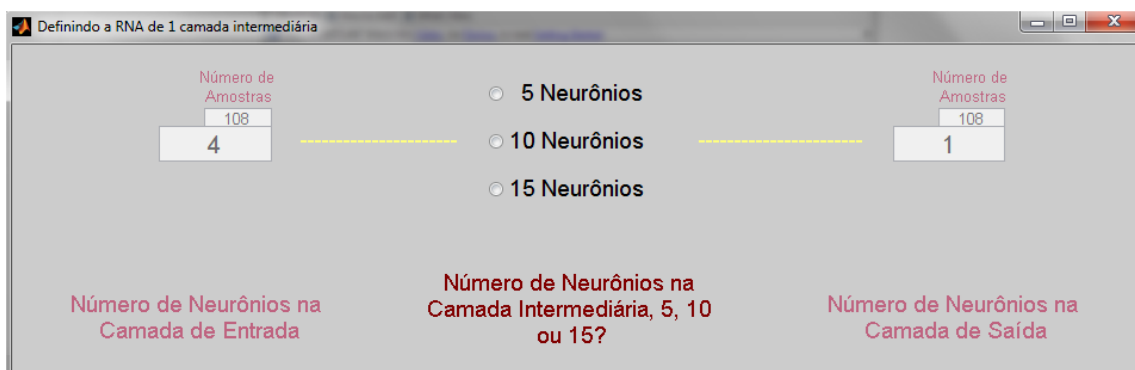 Definindo a RNA de 1 camada intermediária
Número de
Amostras
108
4
5 Neurônios
10 Neurônios
15 Neurônios
Número de
Amostras
108
1
Número de Neurônios na
Camada de Entrada
Número de Neurônios na
Camada Intermediária, 5, 10
ou 15?
Número de Neurônios na
Camada de Saída